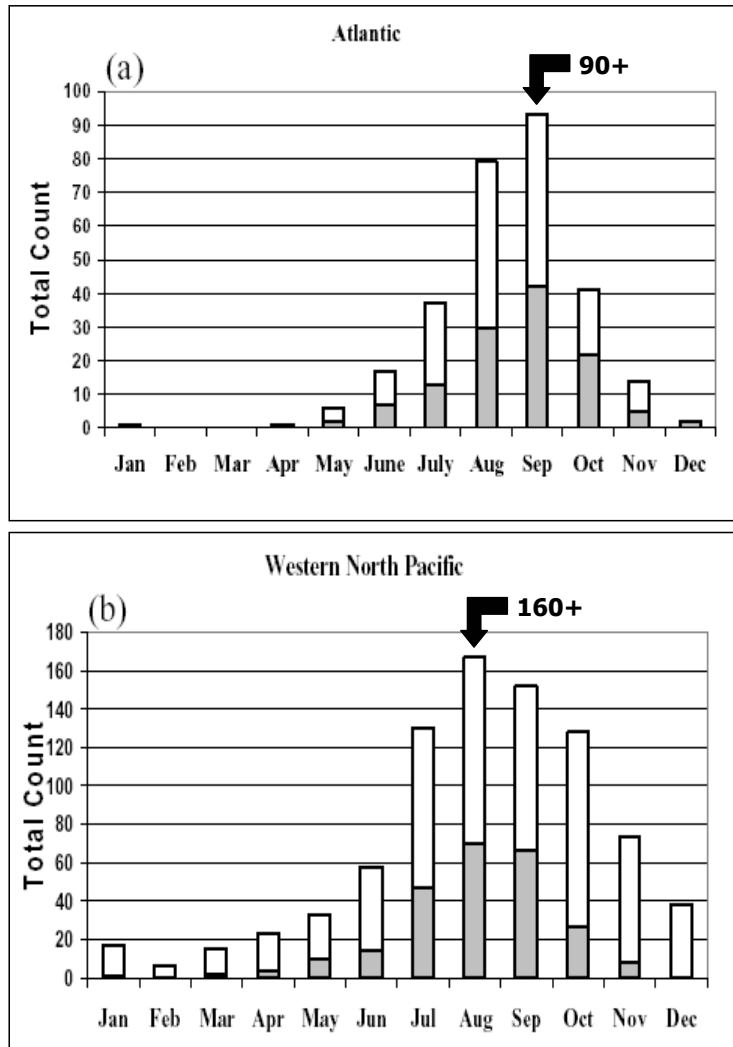 Atlantic
(a)
90+
100
90
80
70
60
50
40
30
20
10
0
Total Count
Jan Feb Mar Apr May June July Aug Sep Oct Nov Dec
Western North Pacific
(b)
160+
180
160
140
120
100
80
60
40
20
0
Total Count
Jan Feb Mar Apr May Jun Jul Aug Sep Oct Nov Dec